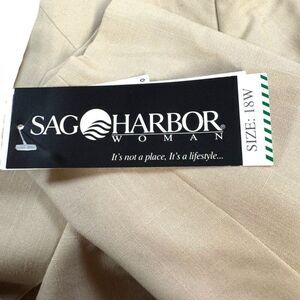 SAG HARBOR®
WOMAN
It's not a place, It's a lifestyle...
SIZE: 18W